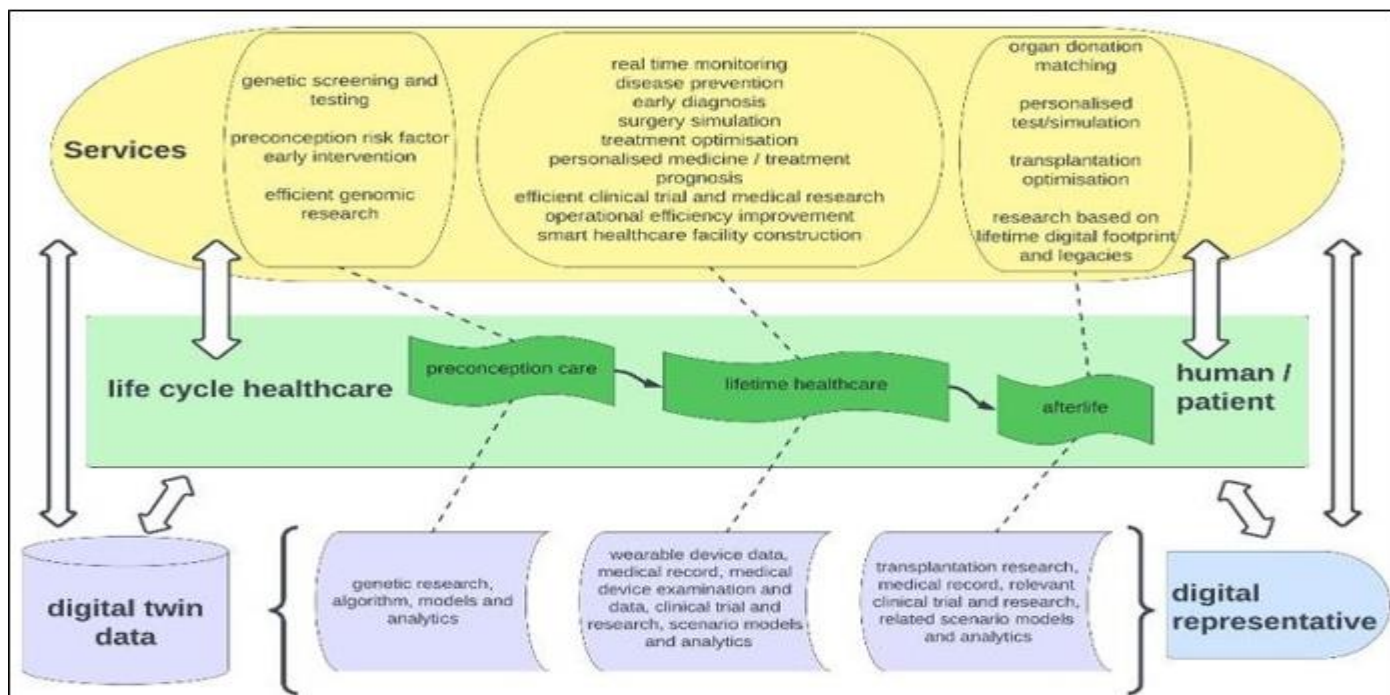 Services
genetic screening and
testing
preconception risk factor
early intervention
efficient genomic
research
real time monitoring
disease prevention
early diagnosis
surgery simulation
treatment optimisation
personalised medicine / treatment
prognosis
efficient clinical trial and medical research
operational efficiency improvement
smart healthcare facility construction
organ donation
matching
personalised
test/simulation
transplantation
optimisation
research based on
lifetime digital footprint
and legacies
life cycle healthcare
preconception care
lifetime healthcare
afterlife
human /
patient
digital twin
data
genetic research,
algorithm, models and
analytics
wearable device data,
medical record, medical
device examination and
data, clinical trial and
research, scenario models
and analytics
transplantation research,
medical record, relevant
clinical trial and research,
related scenario models
and analytics
digital
representative